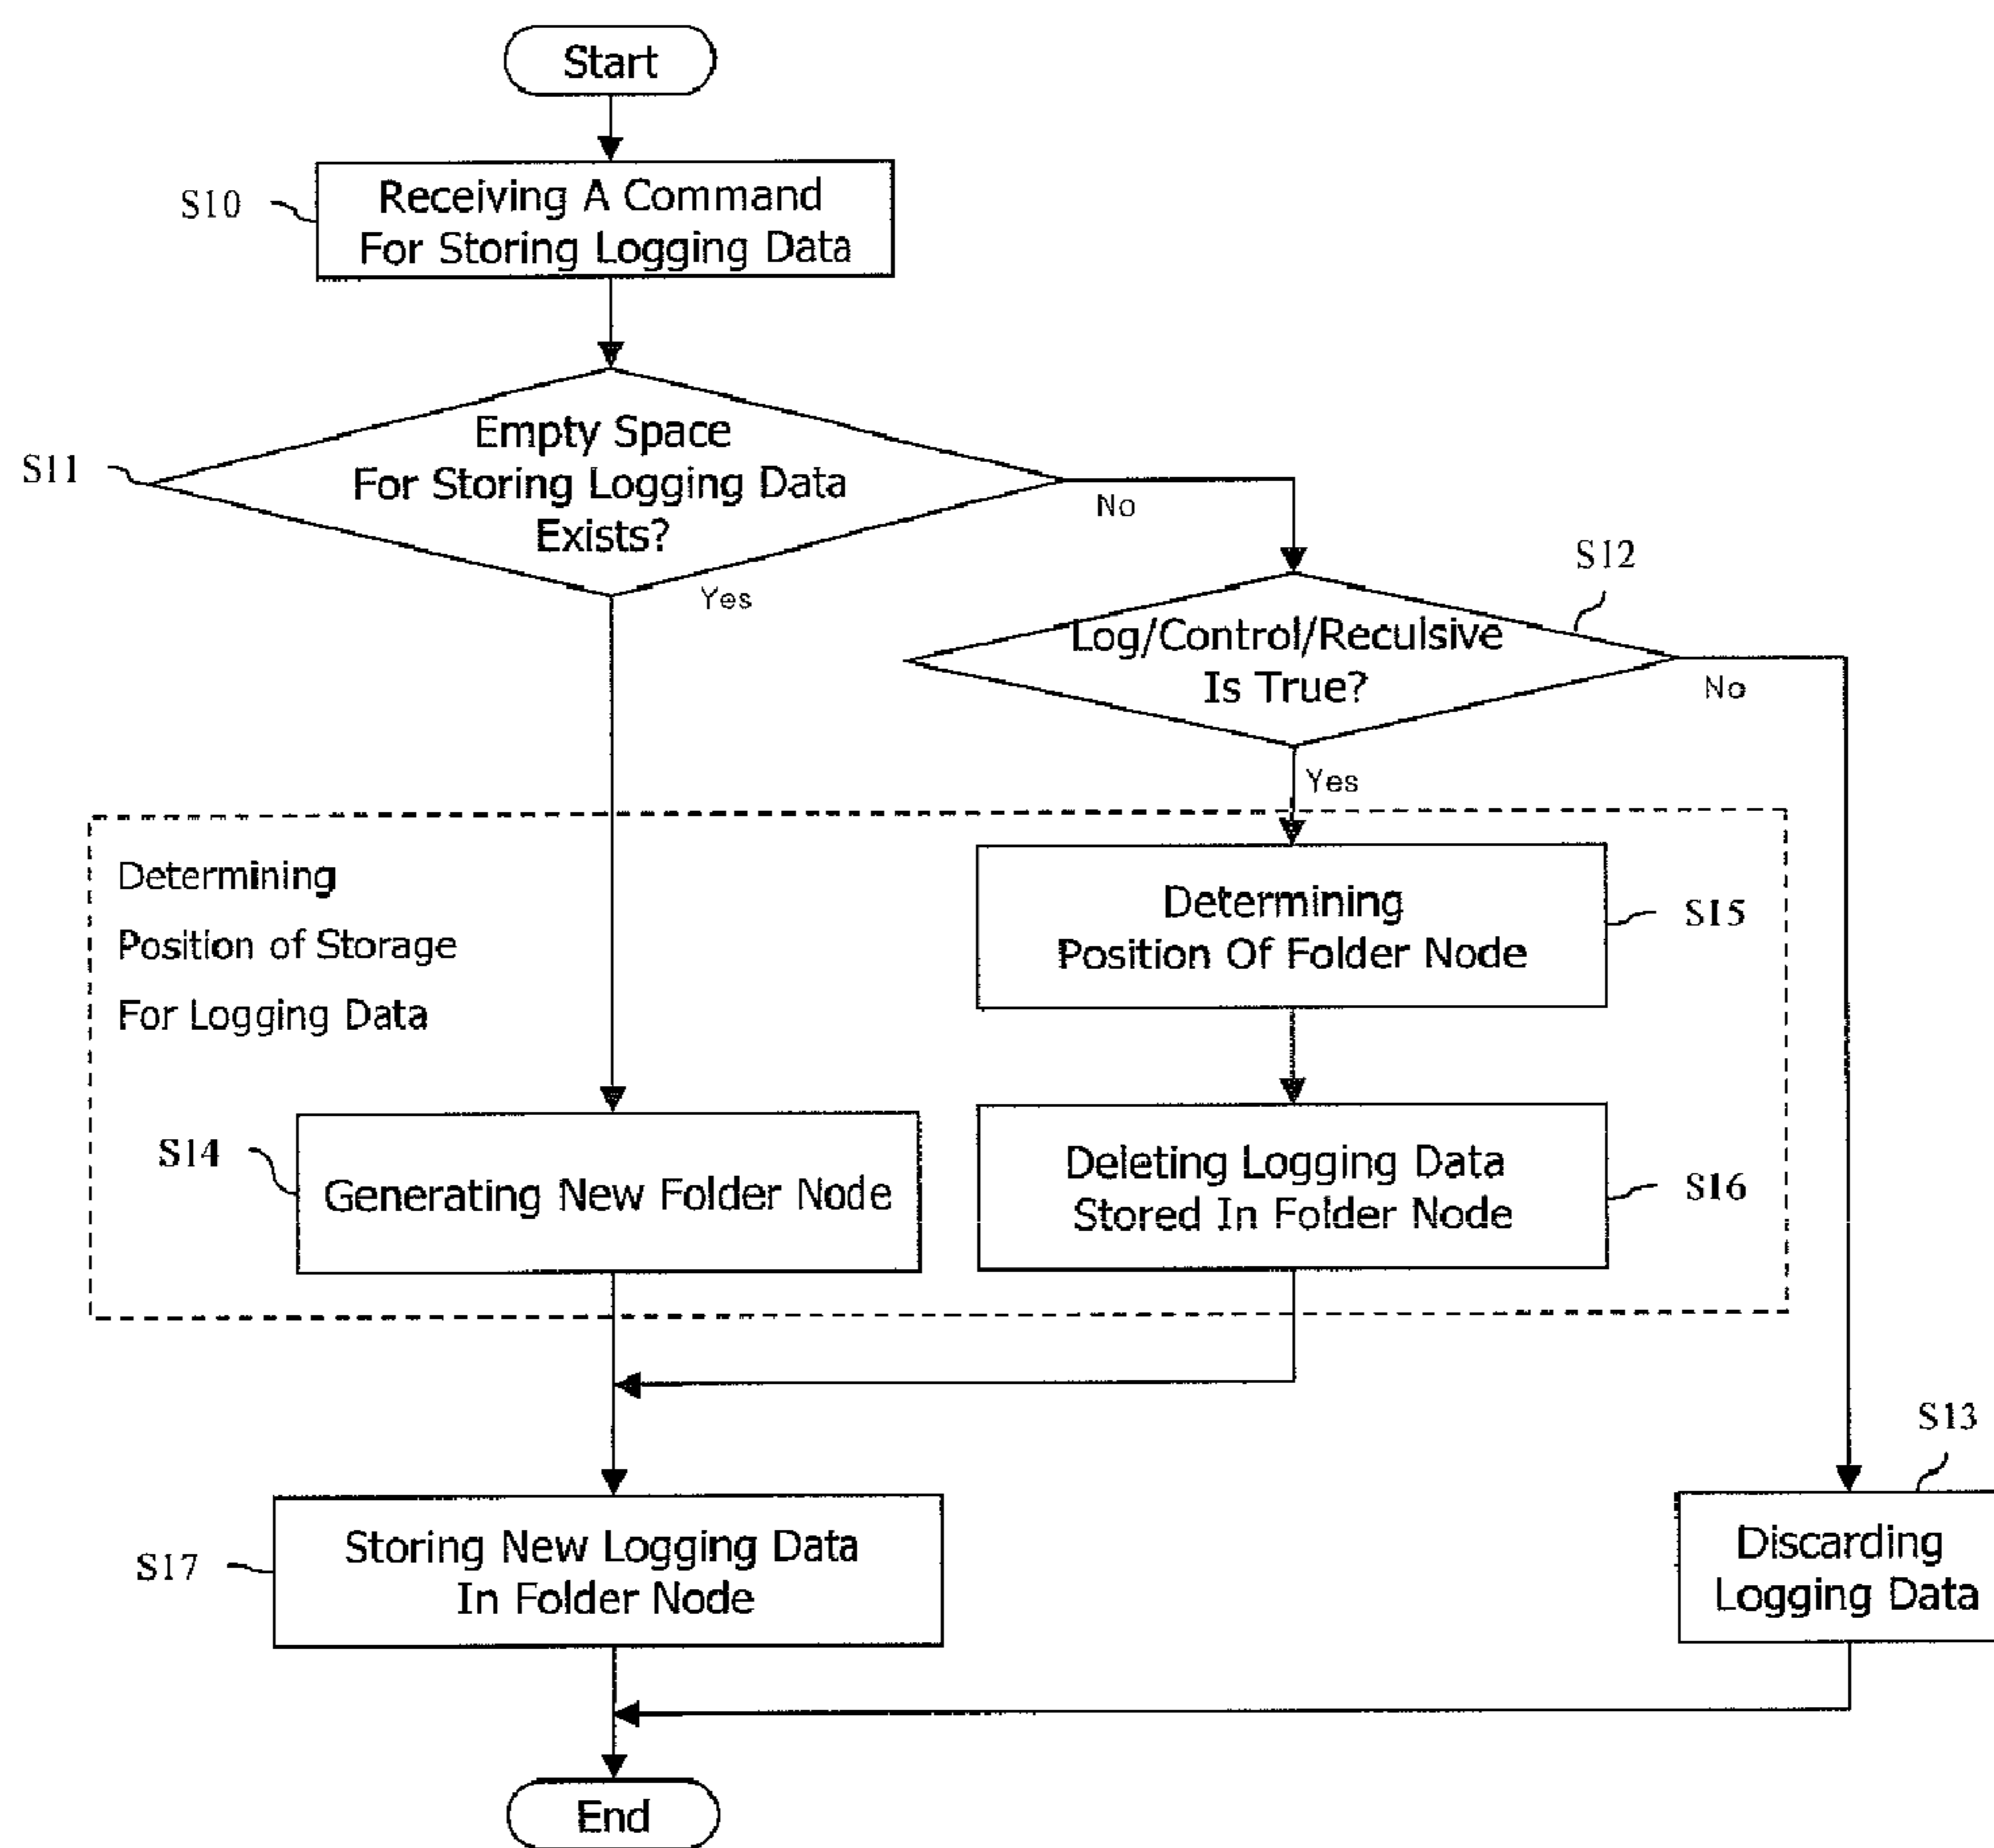 Start
S10
Receiving A Command
For Storing Logging Data
S11
Empty Space
For Storing Logging Data
Exists?
No
Yes
S12
Log/Control/Reculsive
Is True?
No
Yes
Determining
Position of Storage
For Logging Data
Determining
Position Of Folder Node
S15
S14
Generating New Folder Node
Deleting Logging Data
Stored In Folder Node
S16
S13
S17
Storing New Logging Data
In Folder Node
Discarding
Logging Data
End